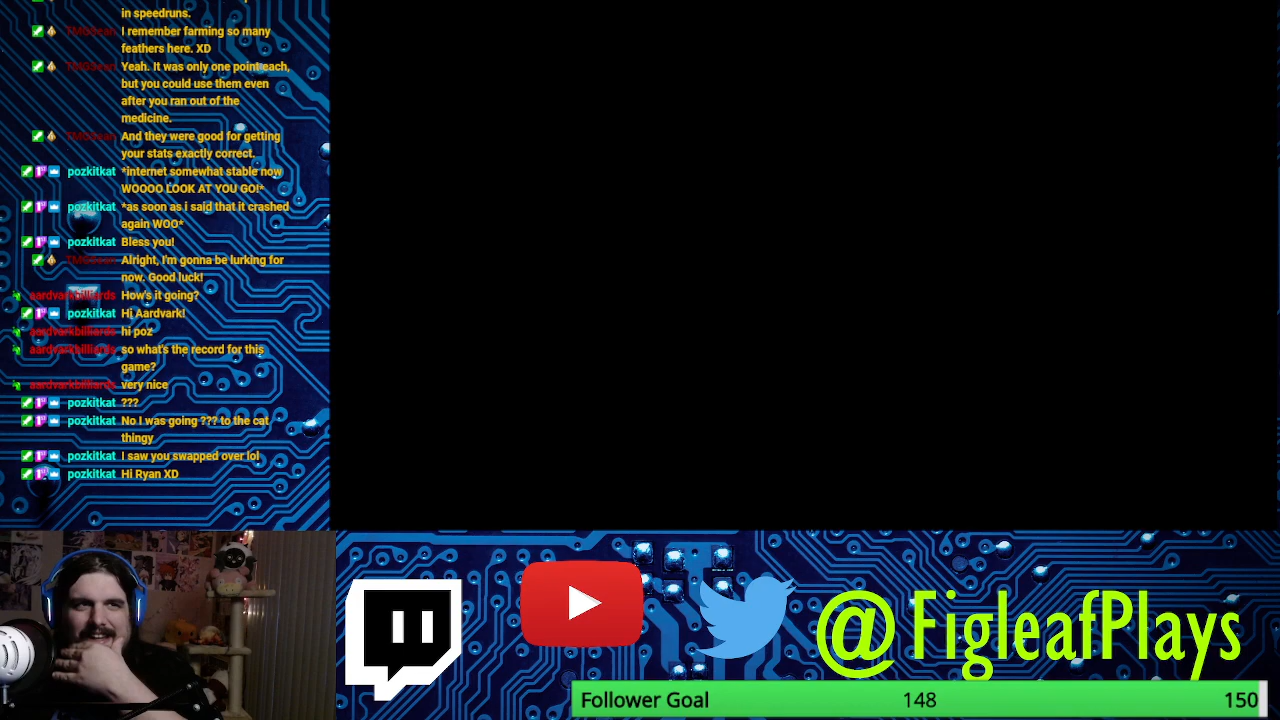 in speedruns.
TMGSean I remember farming so many
feathers here. XD
TMGSean Yeah. It was only one point each,
but you could use them even
after you ran out of the
medicine.
TMGSean And they were good for getting
your stats exactly correct.
pozkitkat *internet somewhat stable now
WOOOO LOOK AT YOU GO!*
pozkitkat *as soon as i said that it crashed
again WOO*
pozkitkat Bless you!
TMGSean Alright, I'm gonna be lurking for
now. Good luck!
aardvarkbilliards How's it going?
pozkitkat Hi Aardvark!
aardvarkbilliards hi poz
aardvarkbilliards so what's the record for this
game?
aardvarkbilliards very nice
pozkitkat ???
pozkitkat No I was going ??? to the cat
thingy
pozkitkat I saw you swapped over lol
pozkitkat Hi Ryan XD
@FigleafPlays
Follower Goal 148 150